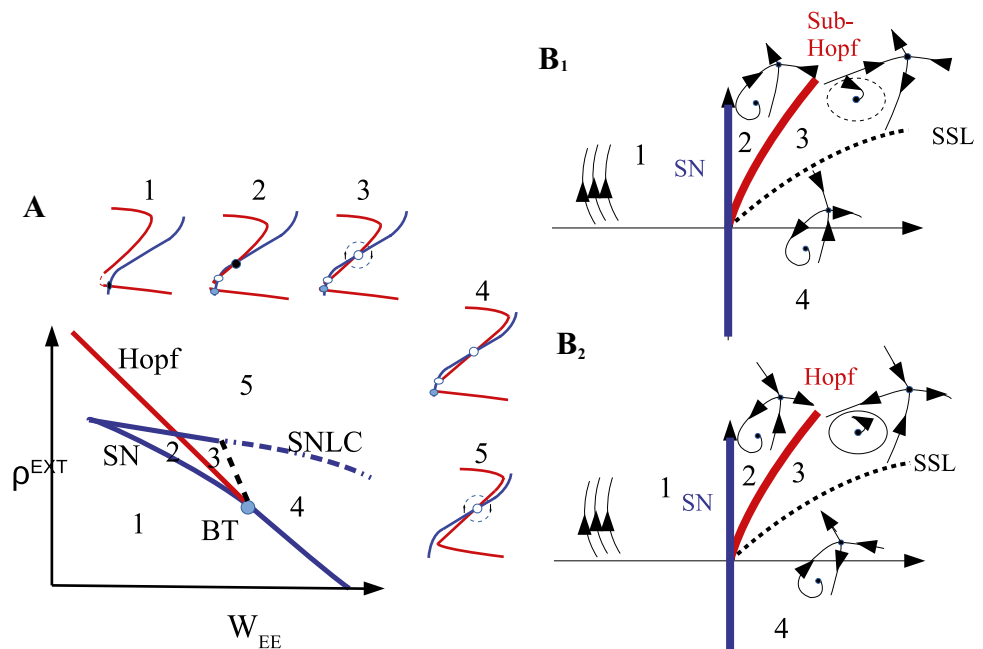 A
1 2 3
4
5
Hopf
5
SN 2 3 SNLC
ρEXT
1 BT 4
WEE
B1
Sub-
Hopf
1 SN 2 3 SSL
4
B2
Hopf
1 SN 2 3 SSL
4